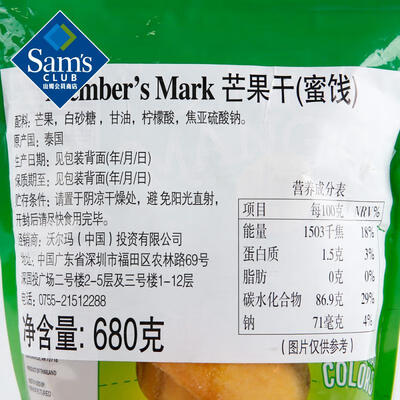 Sam's
CLUB
山姆会员商店
Member's Mark 芒果干(蜜饯)
配料: 芒果, 白砂糖, 甘油, 柠檬酸, 焦亚硫酸钠。
原产国: 泰国
生产日期: 见包装背面(年/月/日)
保质期至: 见包装背面(年/月/日)
贮存条件: 请置于阴凉干燥处, 避免阳光直射,
开封后请尽快食用完毕。
经销商: 沃尔玛（中国）投资有限公司
地址: 中国广东省深圳市福田区农林路69号
深国投广场二号楼2-5层及三号楼1-12层
电话: 0755-21512288
净含量: 680克
营养成分表
项目 每100克 NRV%
能量 1503千焦 18%
蛋白质 1.5克 3%
脂肪 0克 0%
碳水化合物 86.9克 29%
钠 71毫克 4%
（图片仅供参考）
PRODUCT OF THAILAND